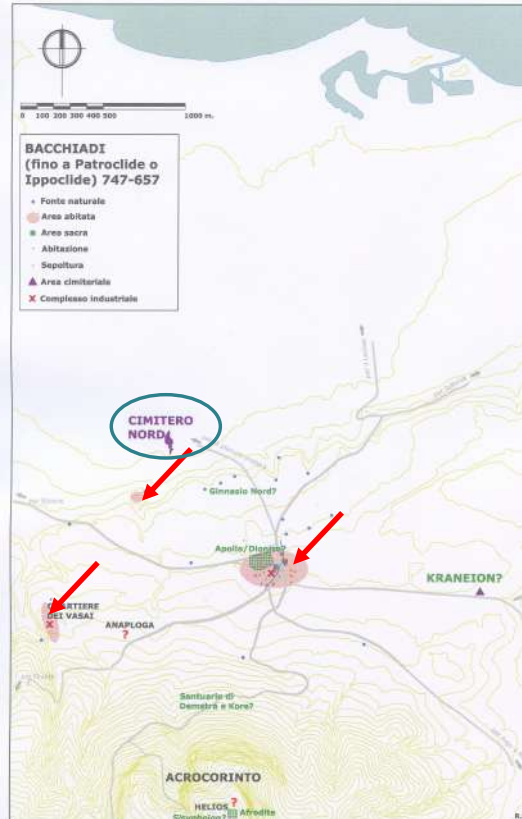 0 100 200 300 400 500 1000 m.
BACCHIADI
(fino a Patroclide o
Ippoclide) 747-657
Fonte naturale
Area abitata
Area sacra
Abitazione
Sepoltura
Area cimiteriale
Complesso industriale
CIMITERO
NORD
Ginnasio Nord?
Apollo/Dioniso?
KRANEION?
DEI VASAI
ANAPLOGA
?
Santuario di
Demetra e Kore?
ACROCORINTO
HELIOS ?
Afrodite